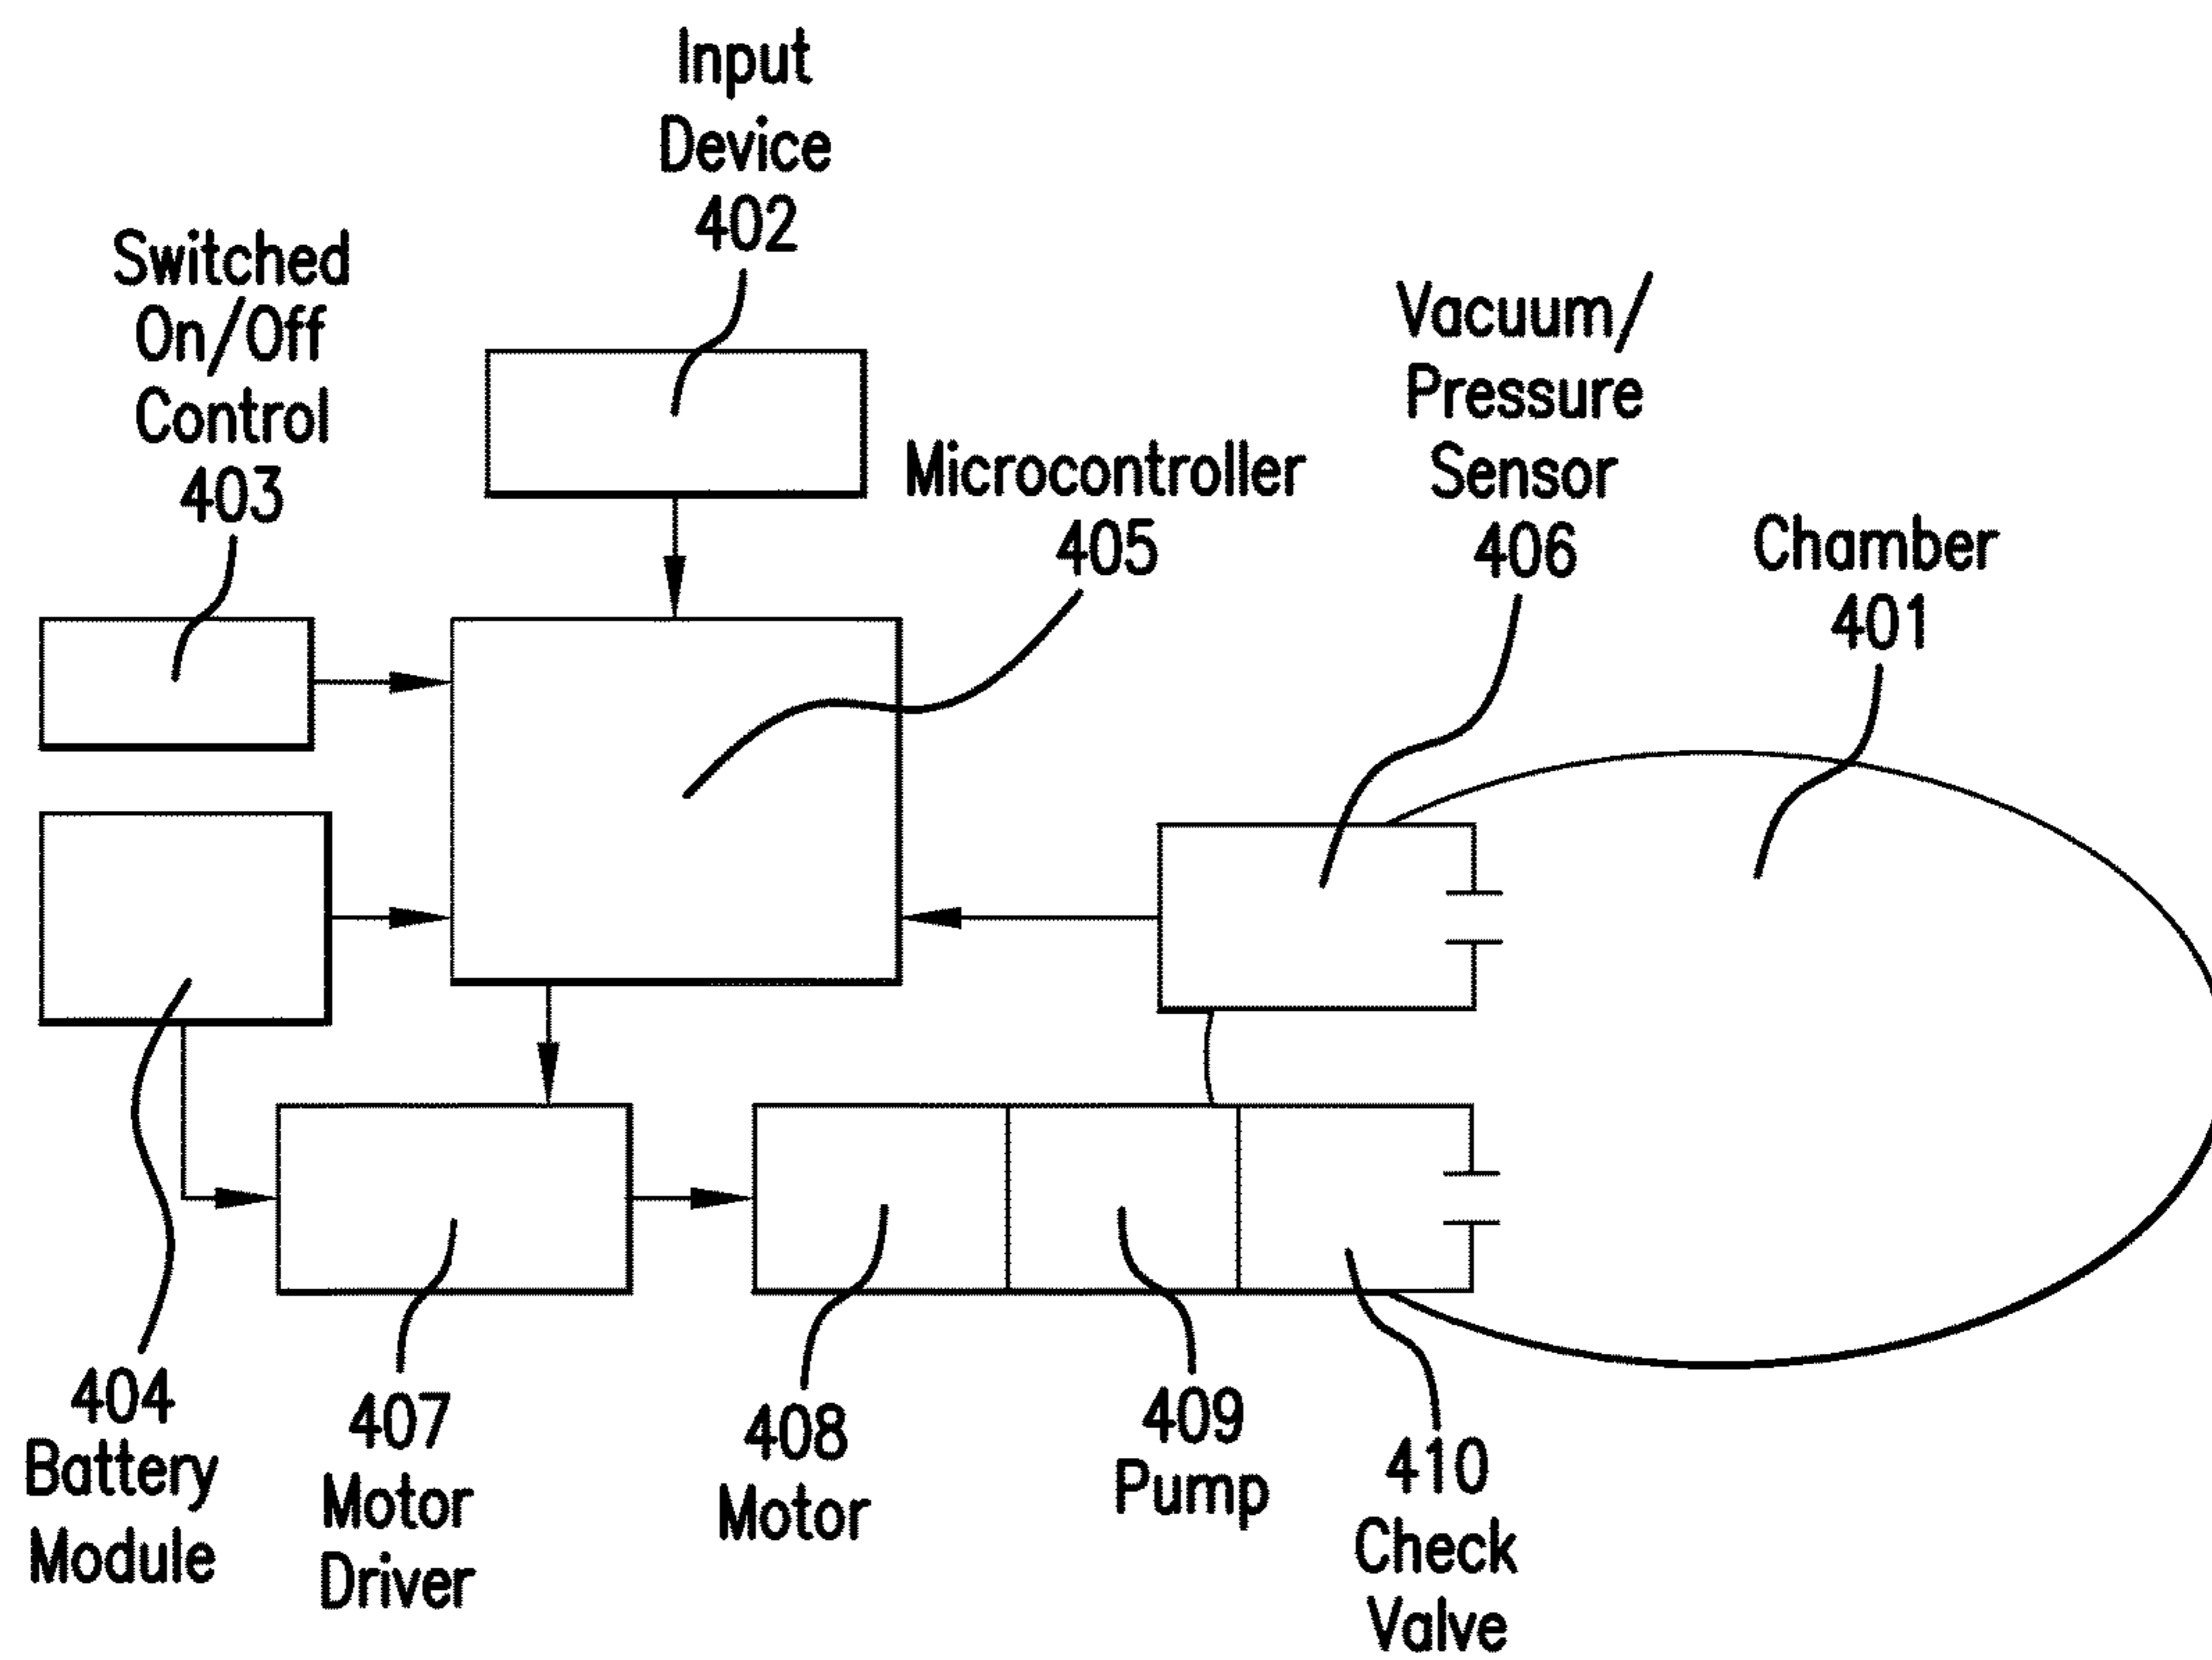 Input
Device
402
Switched
On/Off
Control
403
Microcontroller
405
Vacuum/
Pressure
Sensor
406
Chamber
401
404
Battery
Module
407
Motor
Driver
408
Motor
409
Pump
410
Check
Valve